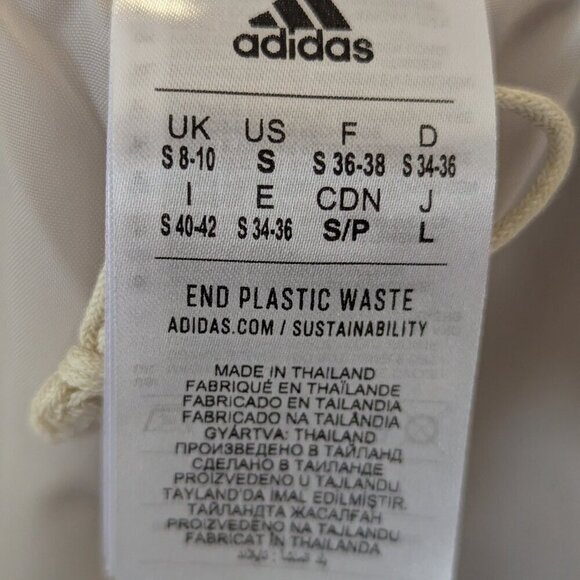 adidas
UK US F D
S 8-10 S S 36-38 S 34-36
I E CDN J
S 40-42 S 34-36 S/P L
END PLASTIC WASTE
ADIDAS.COM / SUSTAINABILITY
MADE IN THAILAND
FABRIQUÉ EN THAÏLANDE
FABRICADO EN TAILANDIA
FABRICADO NA TAILÂNDIA
GYÁRTVA: THAILAND
ПРОИЗВЕДЕНО В ТАЙЛАНД
СДЕЛАНО В ТАИЛАНДЕ
PROIZVEDENO U TAJLANDU
TAYLAND'DA IMAL EDILMIŞTIR.
ТАЙЛАНДТА ЖАСАЛҒАН
PROIZVEDENO NA TAJLANDU
FABRICAT ÎN THAILANDA